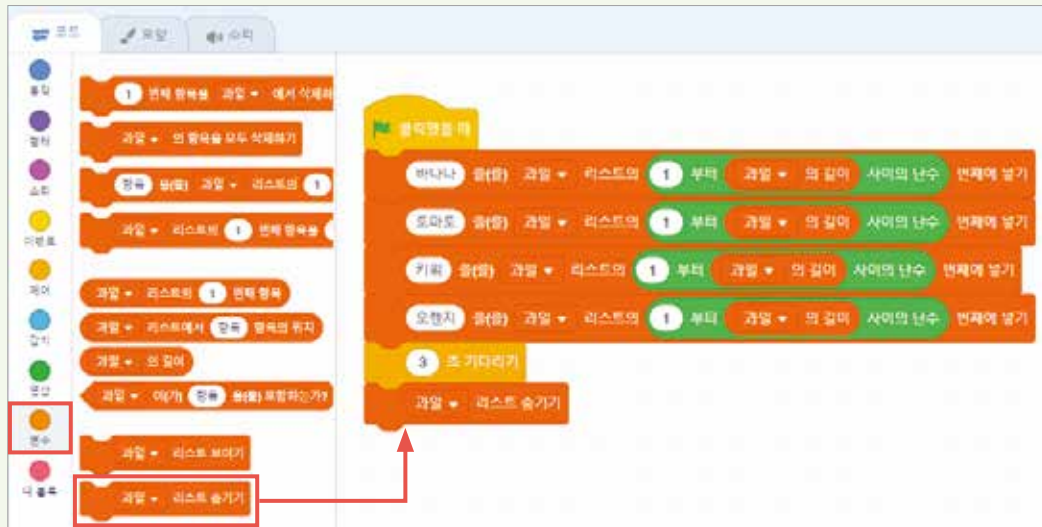 코드 모양 소리
동작
형태
소리
이벤트
제어
감지
연산
변수
내 블록
1 번째 항목을 과일 에서 삭제하
과일 의 항목을 모두 삭제하기
항목 을(를) 과일 리스트의 1
과일 리스트의 1 번째 항목을
과일 리스트의 1 번째 항목
과일 리스트에서 항목 항목의 위치
과일 의 길이
과일 이(가) 항목 을(를) 포함하는가?
과일 리스트 보이기
과일 리스트 숨기기
클릭했을 때
바나나 을(를) 과일 리스트의 1 부터 과일 의 길이 사이의 난수 번째에 넣기
토마토 을(를) 과일 리스트의 1 부터 과일 의 길이 사이의 난수 번째에 넣기
키위 을(를) 과일 리스트의 1 부터 과일 의 길이 사이의 난수 번째에 넣기
오렌지 을(를) 과일 리스트의 1 부터 과일 의 길이 사이의 난수 번째에 넣기
3 초 기다리기
과일 리스트 숨기기